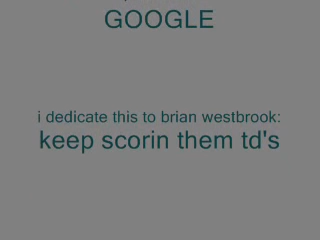 GOOGLE
i dedicate this to brian westbrook:
keep scorin them td's